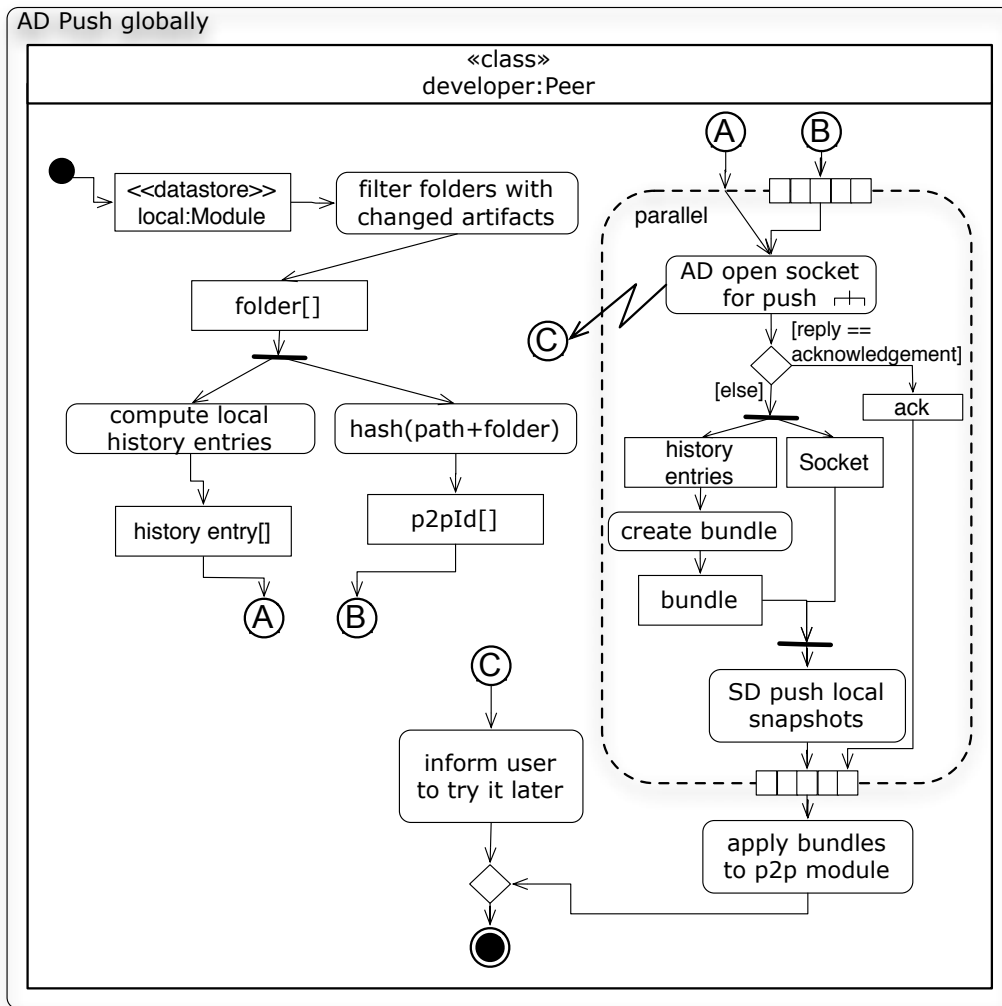 AD Push globally
«class»
developer:Peer
A
B
<<datastore>>
local:Module
filter folders with
changed artifacts
parallel
folder[]
AD open socket
for push
C
[reply ==
acknowledgement]
[else]
ack
compute local
history entries
hash(path+folder)
history
entries
Socket
history entry[]
p2pId[]
create bundle
bundle
A
B
C
SD push local
snapshots
inform user
to try it later
apply bundles
to p2p module